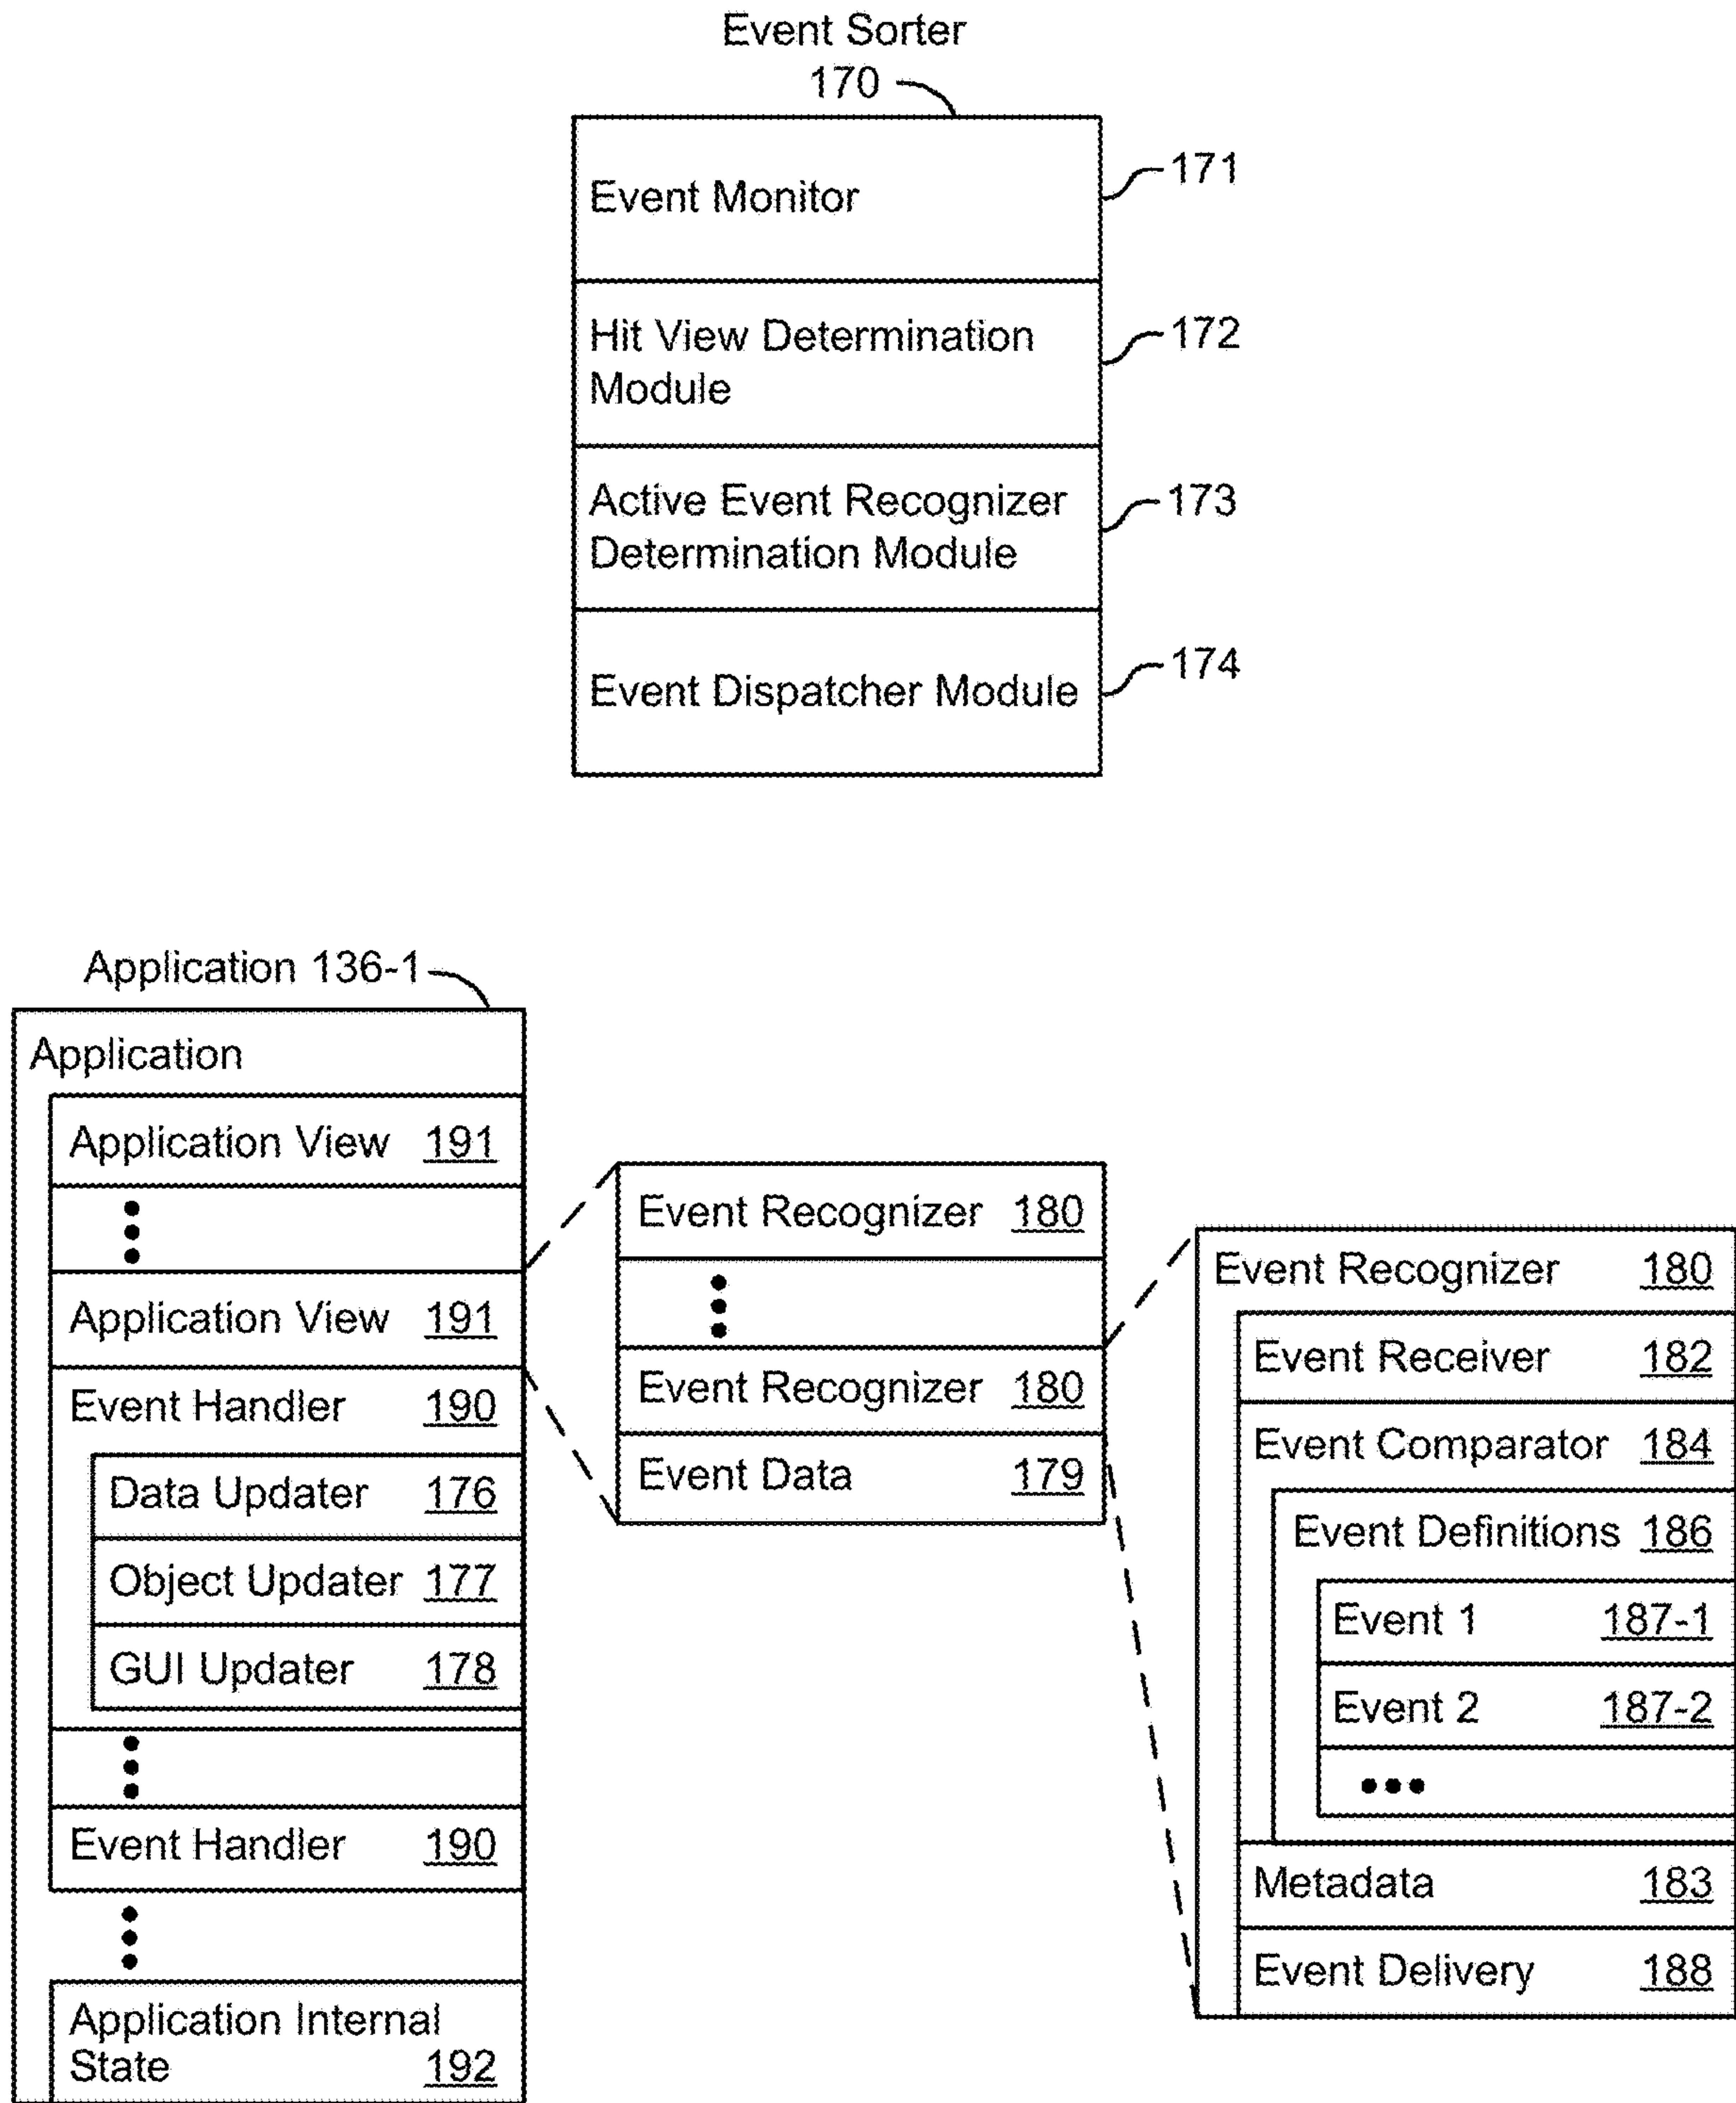 Event Sorter
170
Event Monitor
171
Hit View Determination
Module
172
Active Event Recognizer
Determination Module
173
Event Dispatcher Module
174
Application 136-1
Application
Application View 191
Application View 191
Event Handler 190
Data Updater 176
Object Updater 177
GUI Updater 178
Event Handler 190
Application Internal
State 192
Event Recognizer 180
Event Recognizer 180
Event Data 179
Event Recognizer 180
Event Receiver 182
Event Comparator 184
Event Definitions 186
Event 1 187-1
Event 2 187-2
Metadata 183
Event Delivery 188